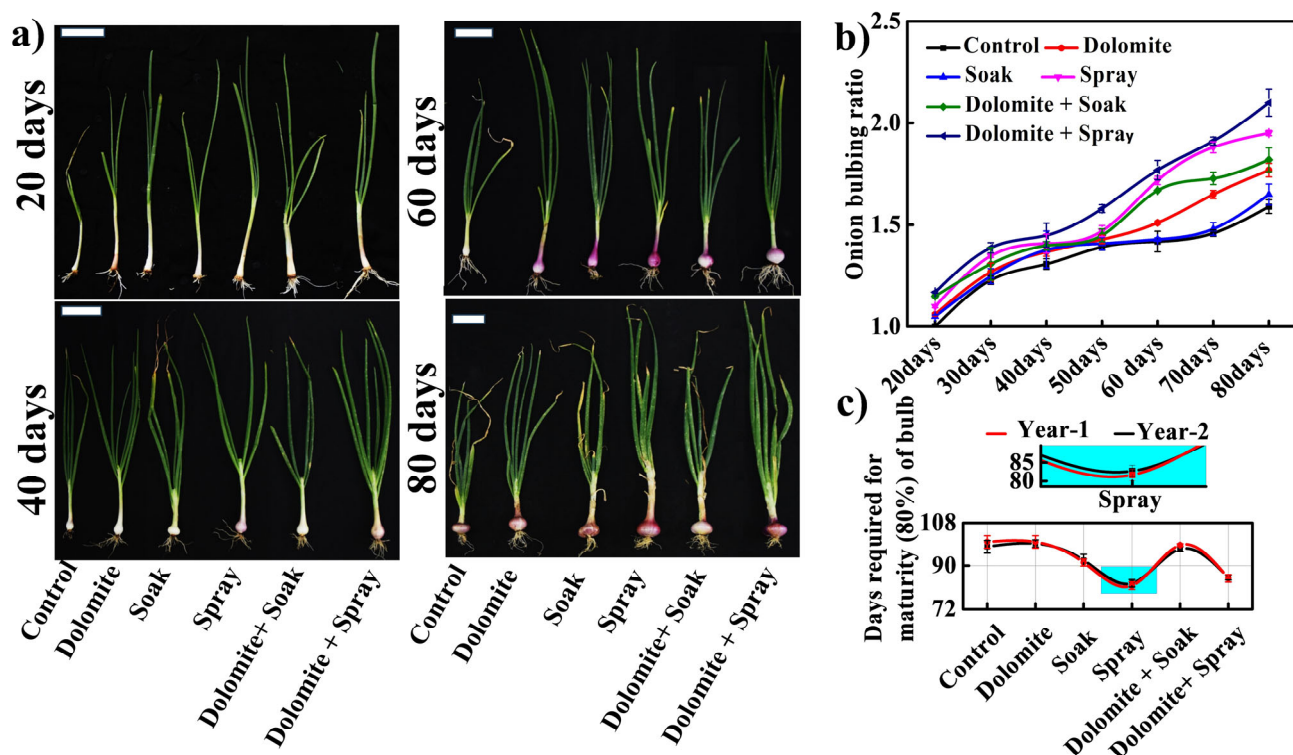 a)
20 days
60 days
40 days
80 days
Control
Dolomite
Soak
Spray
Dolomite+ Soak
Dolomite + Spray
Control
Dolomite
Soak
Spray
Dolomite+ Soak
Dolomite + Spray
b)
Onion bulbing ratio
2.5
2.0
1.5
1.0
Control
Dolomite
Soak
Spray
Dolomite + Soak
Dolomite + Spray
20days
30days
40days
50days
60 days
70days
80days
c)
Year-1
Year-2
85
80
Spray
Days required for
maturity (80%) of bulb
108
90
72
Control
Dolomite
Soak
Spray
Dolomite + Soak
Dolomite+ Spray